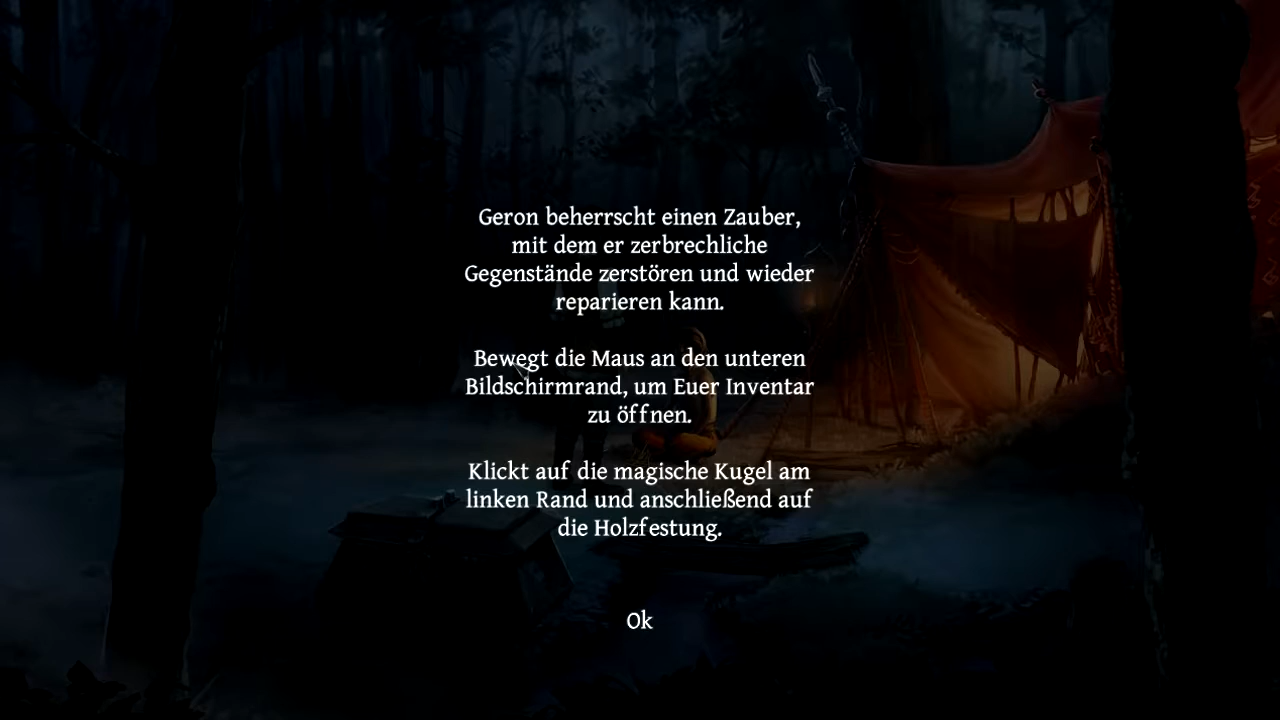 Geron beherrscht einen Zauber,
mit dem er zerbrechliche
Gegenstände zerstören und wieder
reparieren kann.
Bewegt die Maus an den unteren
Bildschirmrand, um Euer Inventar
zu öffnen.
Klickt auf die magische Kugel am
linken Rand und anschließend auf
die Holzfestung.
Ok